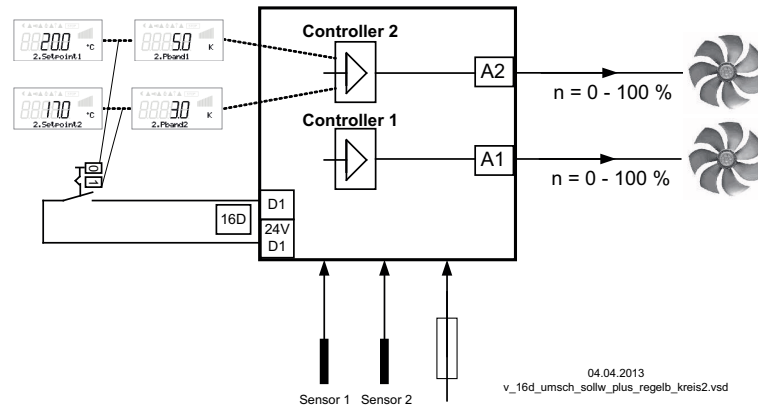 20.0 °C
2.Setpoint1
5.0 K
2.Pband1
17.0 °C
2.Setpoint2
3.0 K
2.Pband2
Controller 2
A2
n = 0 - 100 %
Controller 1
A1
n = 0 - 100 %
0
1
16D
D1
24V
D1
Sensor 1 Sensor 2
04.04.2013
v_16d_umsch_sollw_plus_regelb_kreis2.vsd